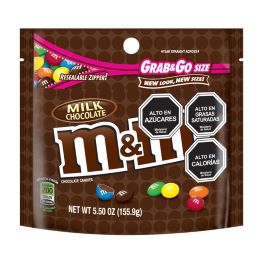 RESEALABLE ZIPPER!
GRAB&GO SIZE
NEW LOOK, NEW SIZE!
MILK
CHOCOLATE
ALTO EN
AZÚCARES
ALTO EN
GRASAS
SATURADAS
ALTO EN
CALORÍAS
m&m
CHOCOLATE CANDIES
200
NET WT 5.50 OZ (155.9g)